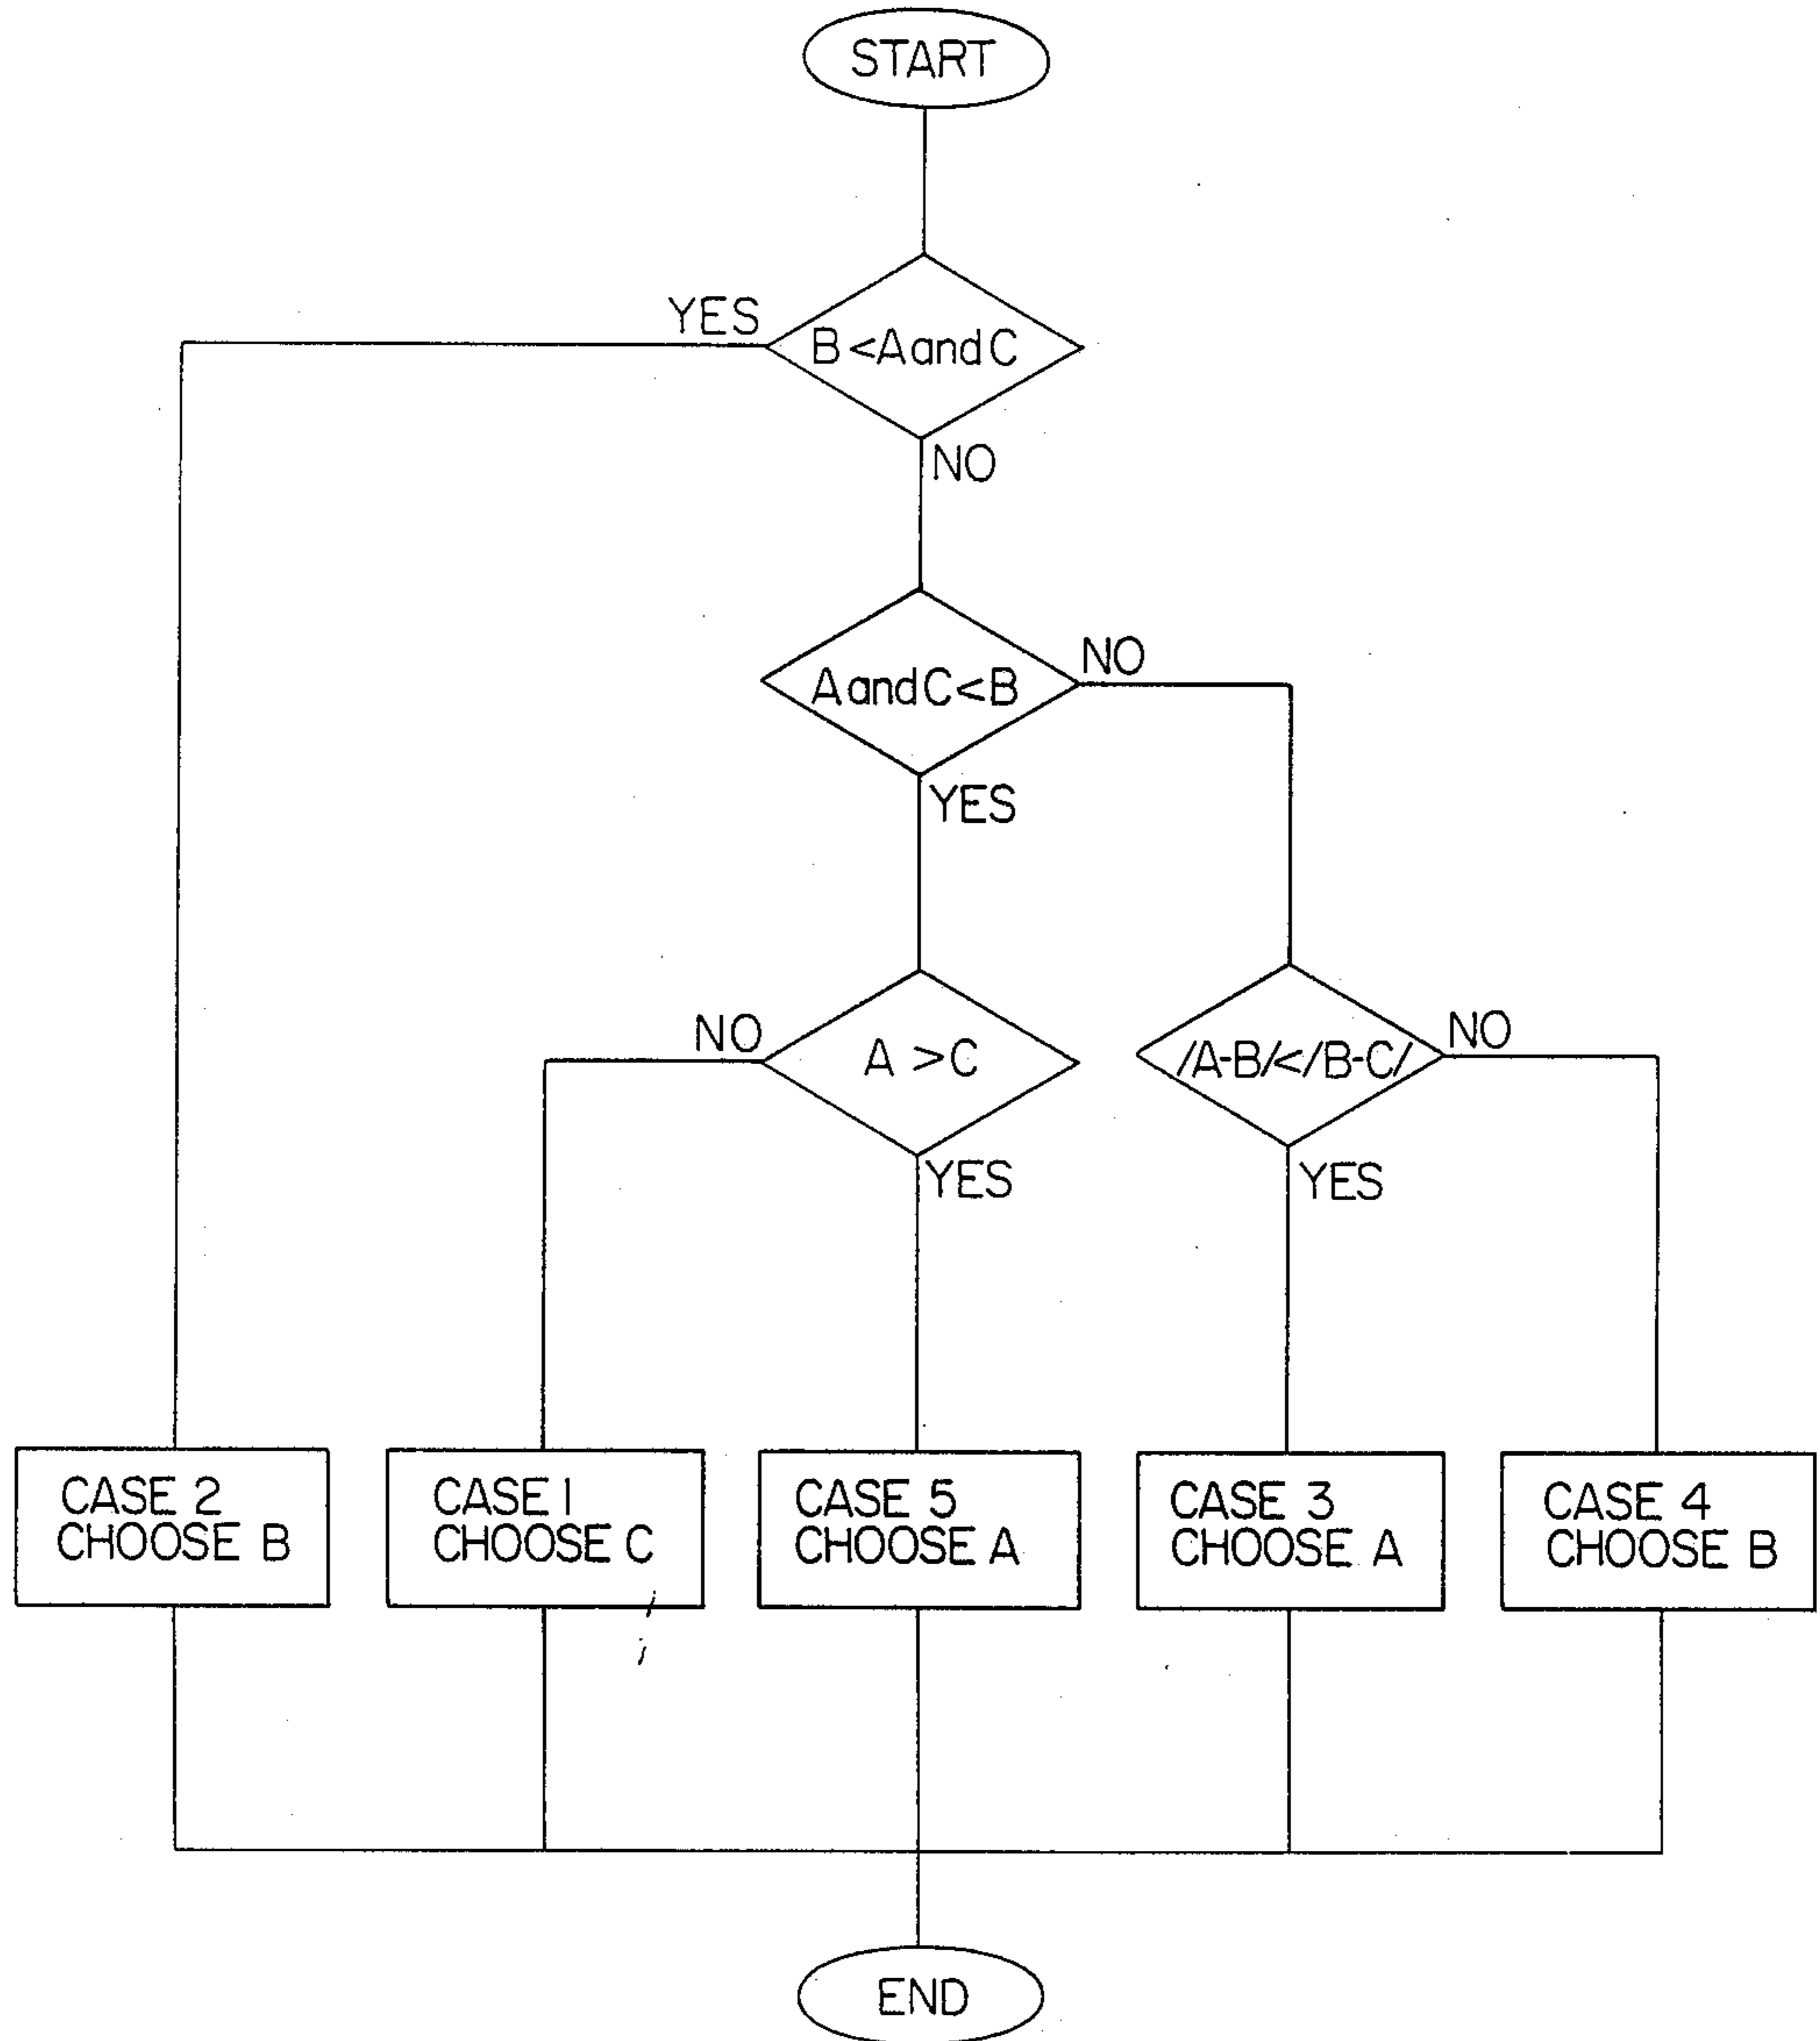 START
YES
B<A and C
NO
A and C<B
NO
YES
NO
A >C
/A-B/</B-C/
NO
YES
YES
CASE 2
CHOOSE B
CASE 1
CHOOSE C
CASE 5
CHOOSE A
CASE 3
CHOOSE A
CASE 4
CHOOSE B
END